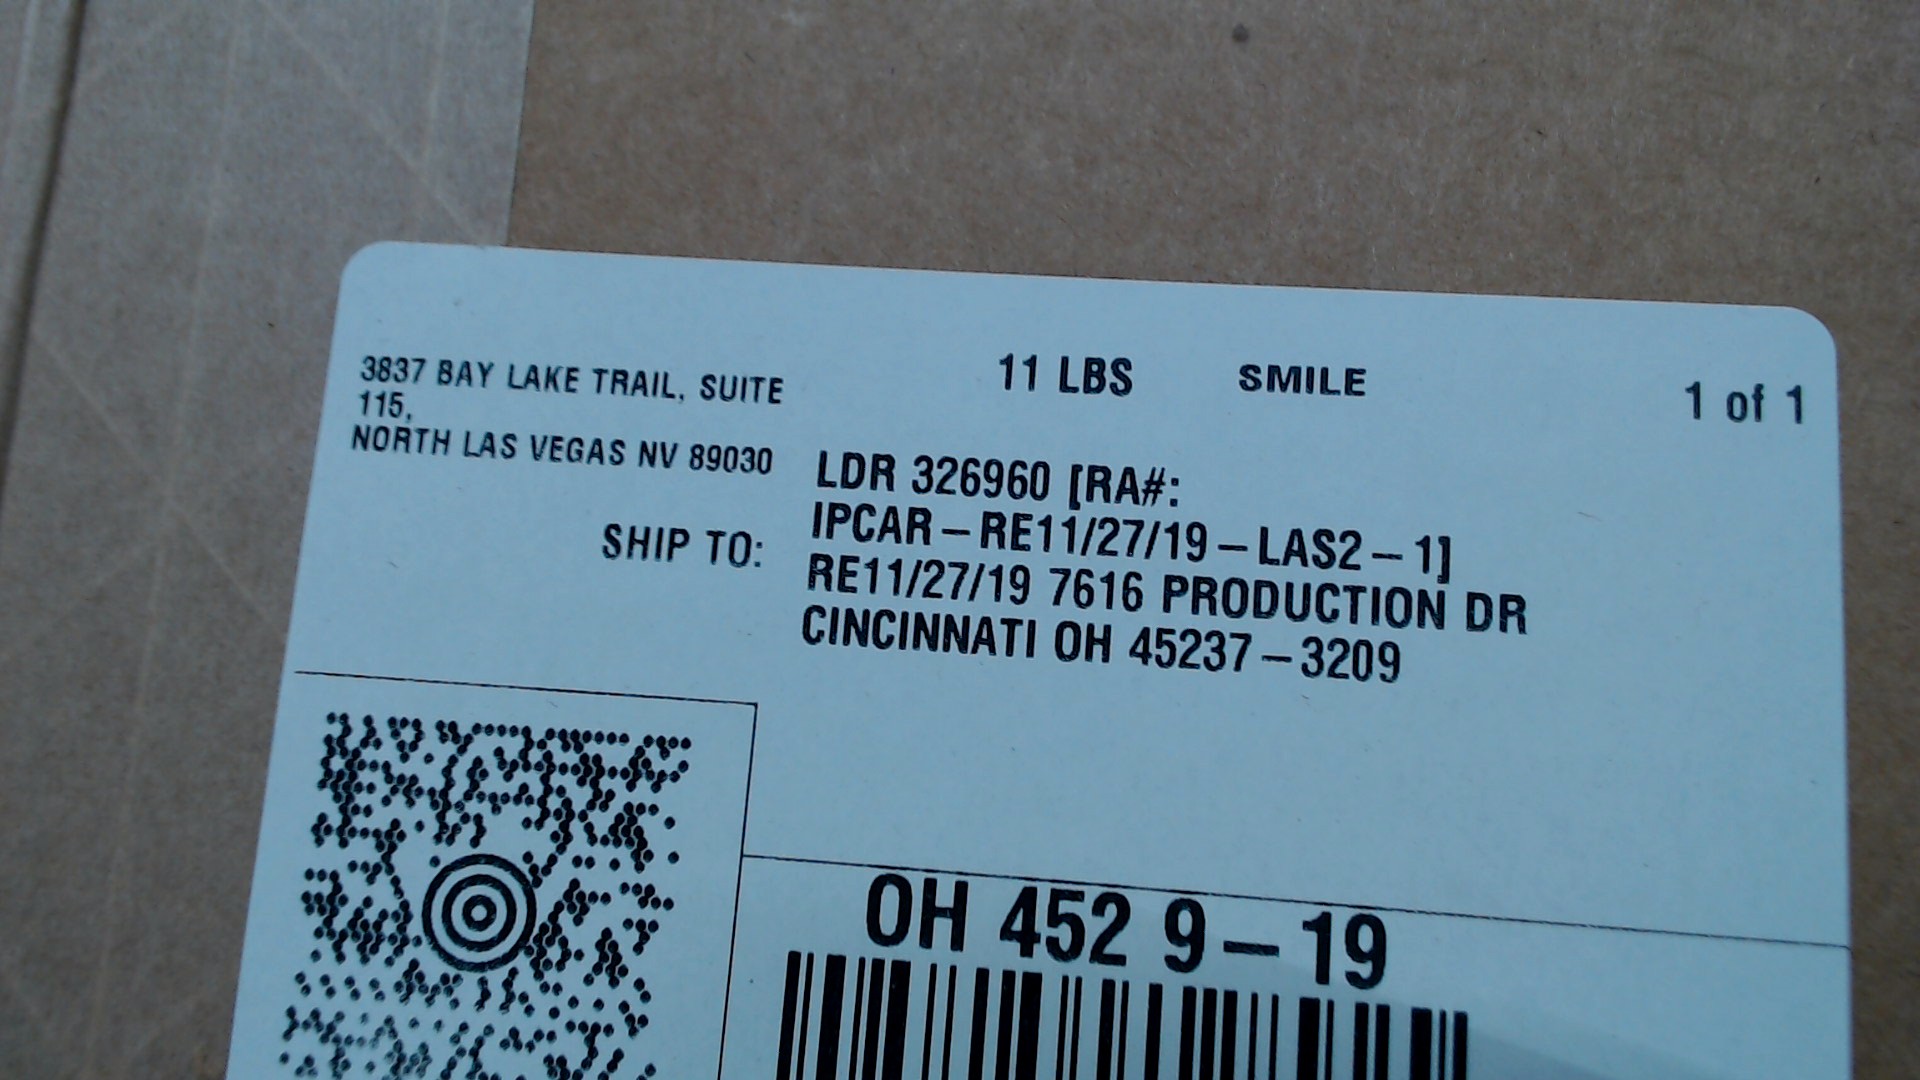 3837 BAY LAKE TRAIL, SUITE
115,
NORTH LAS VEGAS NV 89030
11 LBS
SMILE
1 of 1
SHIP TO:
LDR 326960 [RA#:
IPCAR-RE11/27/19-LAS2-1]
RE11/27/19 7616 PRODUCTION DR
CINCINNATI OH 45237-3209
OH 452 9-19